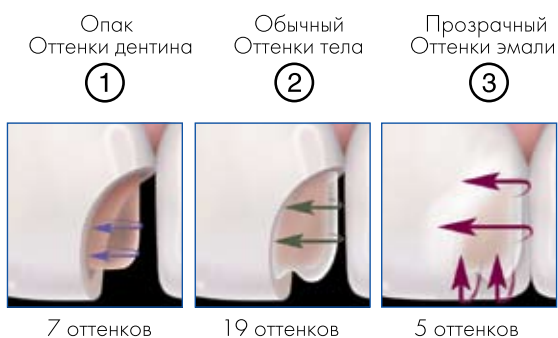 Опак
Оттенки дентина
1
Обычный
Оттенки тела
2
Прозрачный
Оттенки эмали
3
7 оттенков
19 оттенков
5 оттенков